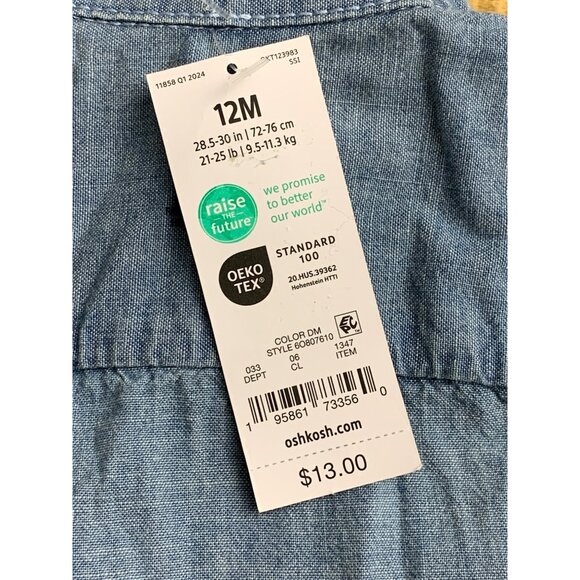 11858 Q1 2024
SKT123983
SSI
12M
28.5-30 in | 72-76 cm
21-25 lb | 9.5-11.3 kg
raise
THE
future
we promise
to better
our world™
OEKO
TEX®
STANDARD
100
20.HUS.39362
Hohenstein HTTI
COLOR DM
STYLE 6O807610
033
DEPT
06
CL
1347
ITEM
1 95861 73356 0
oshkosh.com
$13.00